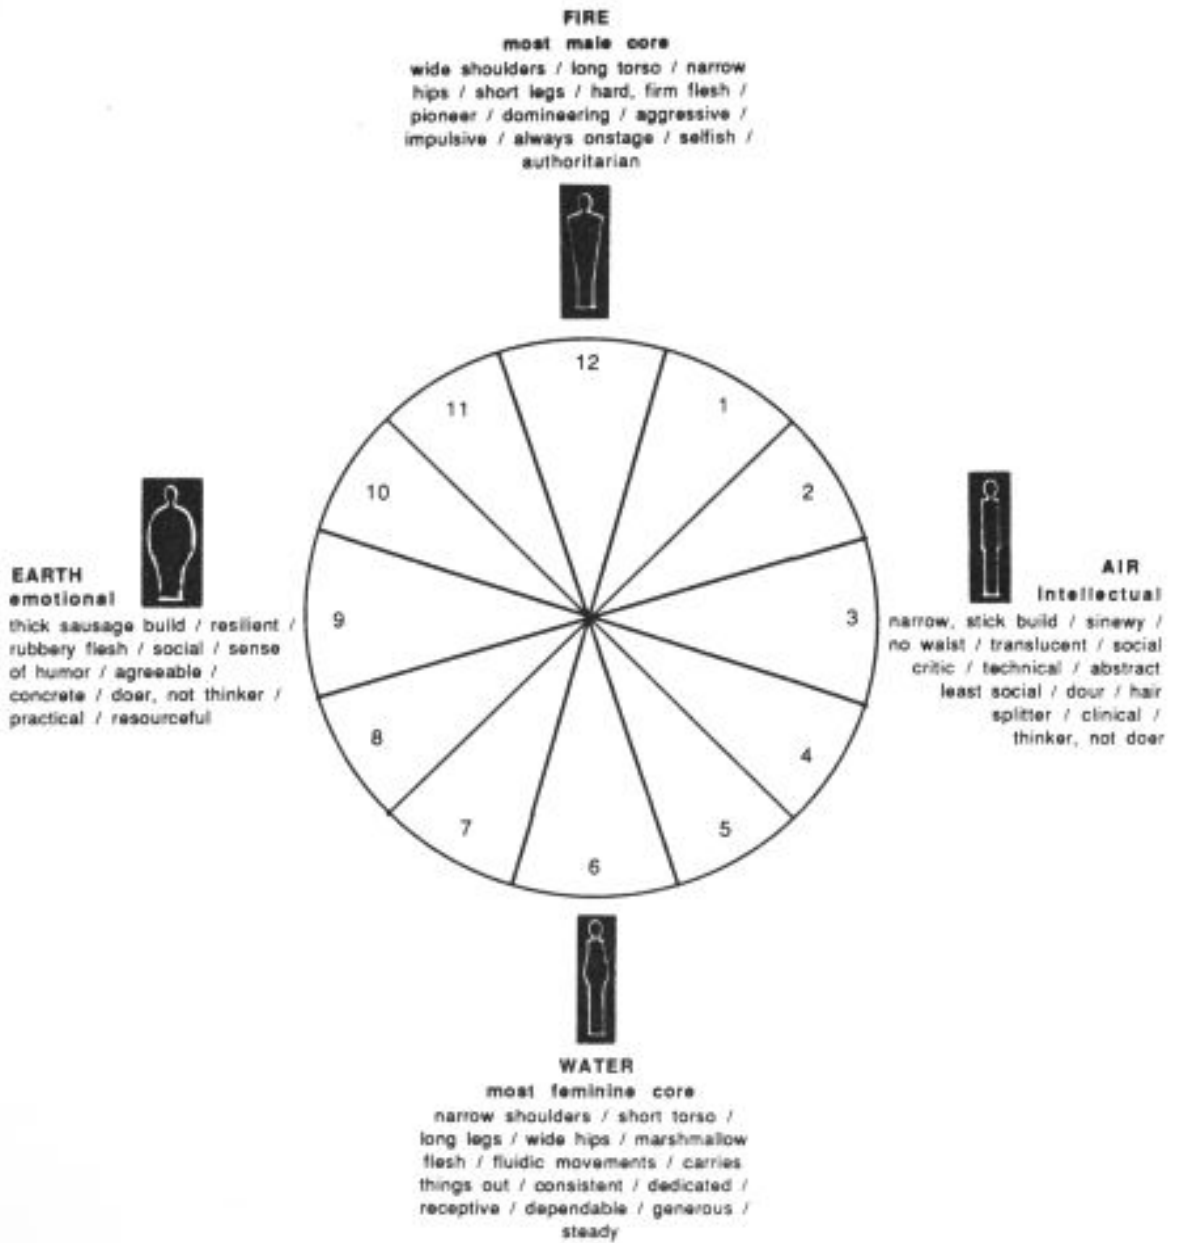 FIRE
most male core
wide shoulders / long torso / narrow
hips / short legs / hard, firm flesh /
pioneer / domineering / aggressive /
impulsive / always onstage / selfish /
authoritarian
12
11
1
10
2
9
3
8
4
7
5
6
EARTH
emotional
thick sausage build / resilient /
rubbery flesh / social / sense
of humor / agreeable /
concrete / doer, not thinker /
practical / resourceful
AIR
Intellectual
narrow, stick build / sinewy /
no waist / translucent / social
critic / technical / abstract
least social / dour / hair
splitter / clinical /
thinker, not doer
WATER
most feminine core
narrow shoulders / short torso /
long legs / wide hips / marshmallow
flesh / fluidic movements / carries
things out / consistent / dedicated /
receptive / dependable / generous /
steady